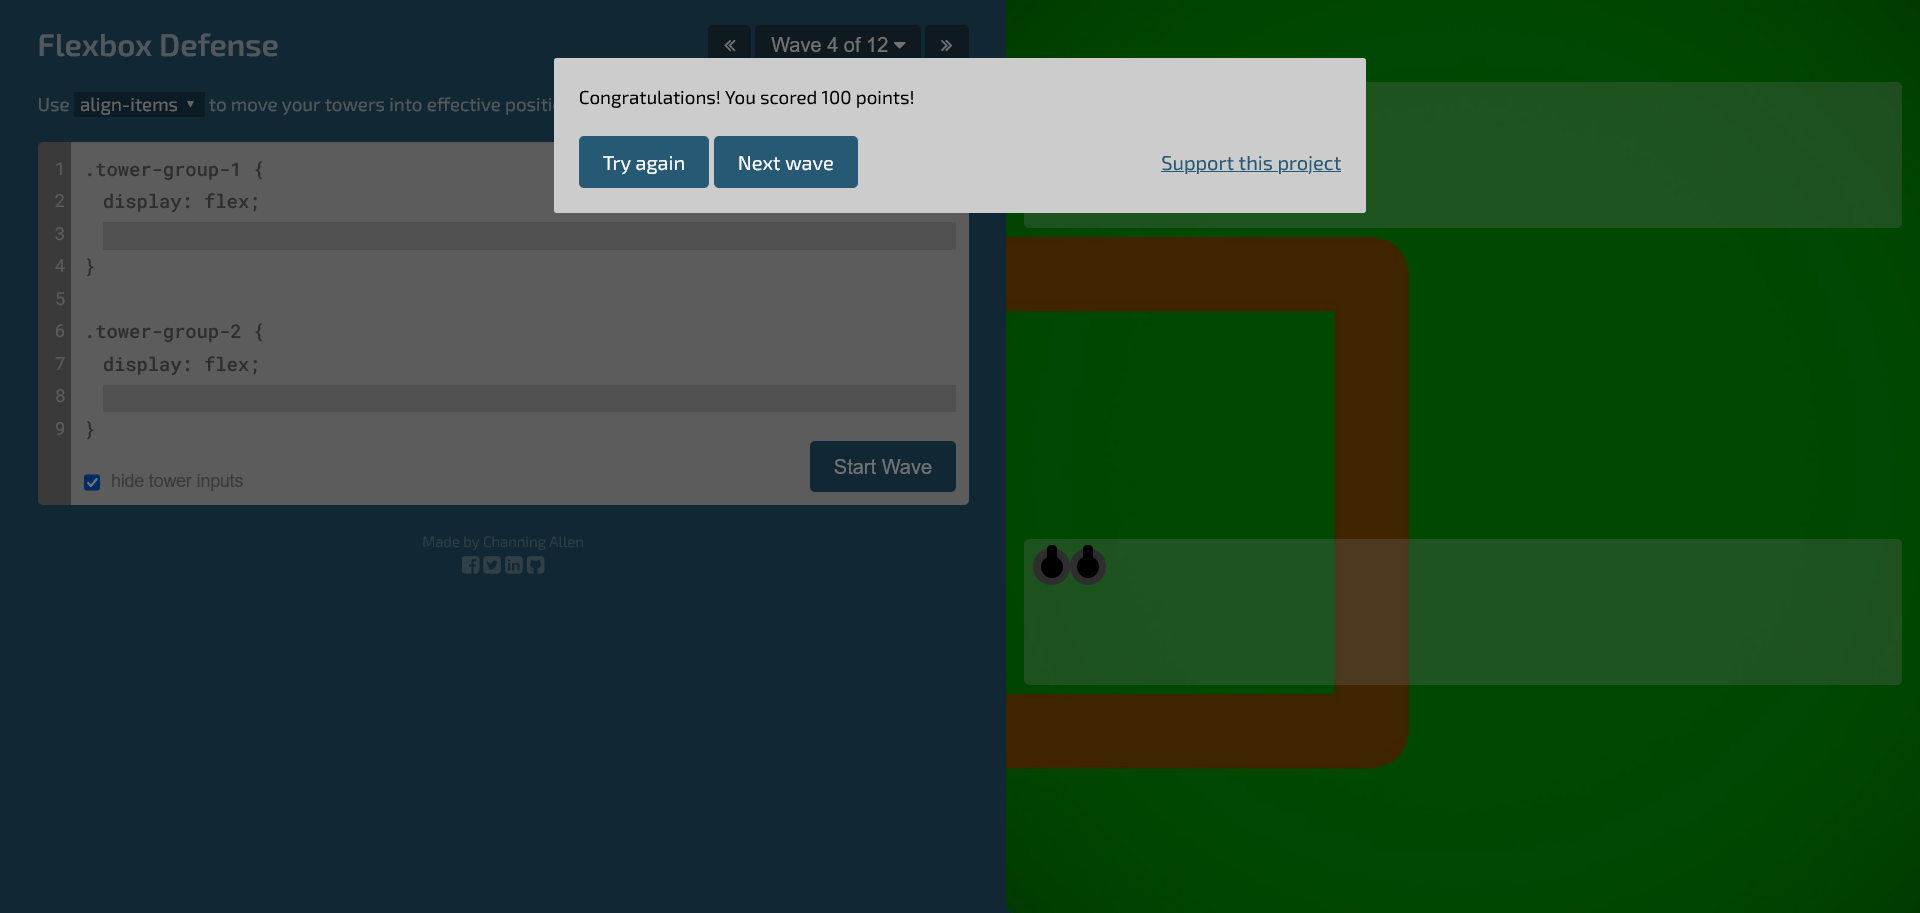 Flexbox Defense
« Wave 4 of 12 »
Use align-items ▼ to move your towers into effective positi
Congratulations! You scored 100 points!
Try again Next wave Support this project
1 .tower-group-1 {
2 display: flex;
3
4 }
5
6 .tower-group-2 {
7 display: flex;
8
9 }
hide tower inputs
Start Wave
Made by Channing Allen